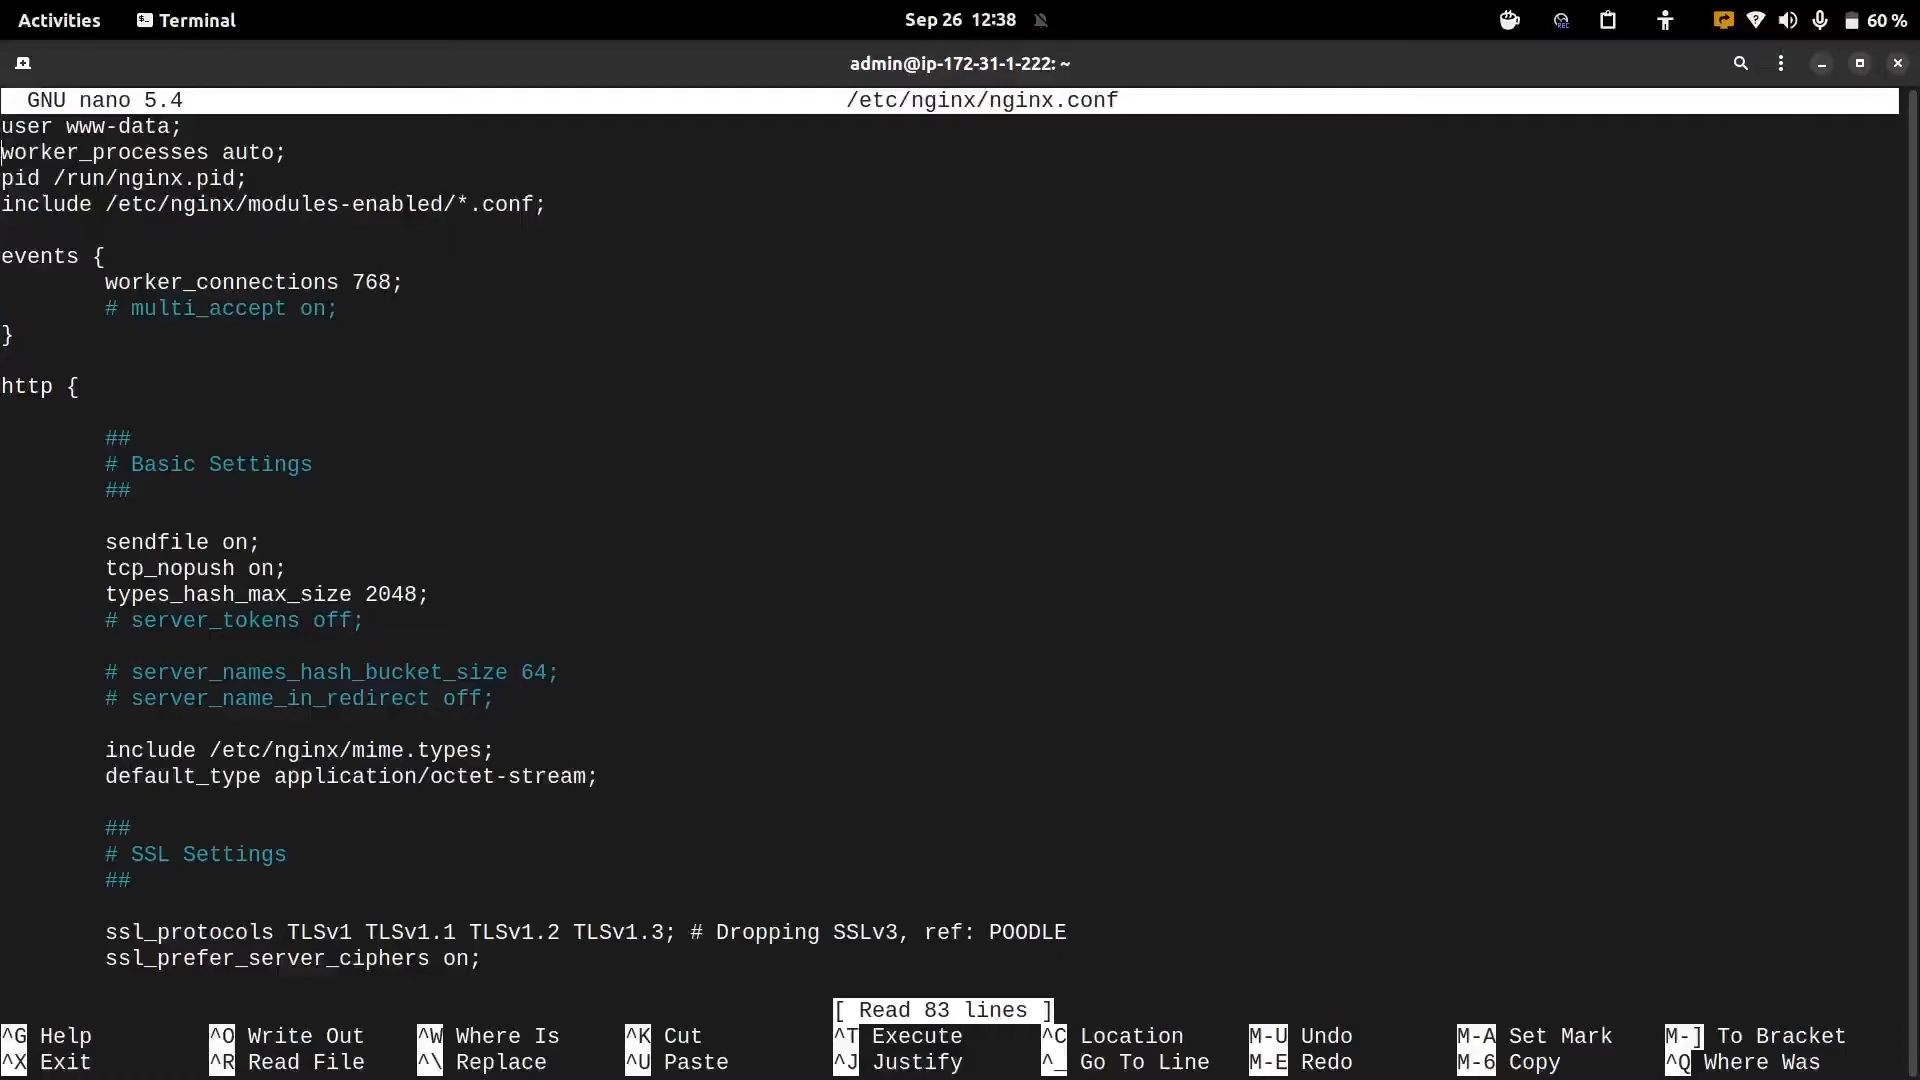 Activities Terminal Sep 26 12:38 60 %
admin@ip-172-31-1-222: ~
GNU nano 5.4 /etc/nginx/nginx.conf
user www-data;
worker_processes auto;
pid /run/nginx.pid;
include /etc/nginx/modules-enabled/*.conf;
events {
worker_connections 768;
# multi_accept on;
}
http {
##
# Basic Settings
##
sendfile on;
tcp_nopush on;
types_hash_max_size 2048;
# server_tokens off;
# server_names_hash_bucket_size 64;
# server_name_in_redirect off;
include /etc/nginx/mime.types;
default_type application/octet-stream;
##
# SSL Settings
##
ssl_protocols TLSv1 TLSv1.1 TLSv1.2 TLSv1.3; # Dropping SSLv3, ref: POODLE
ssl_prefer_server_ciphers on;
[ Read 83 lines ]
^G Help ^O Write Out ^W Where Is ^K Cut ^T Execute ^C Location M-U Undo M-A Set Mark M-] To Bracket
^X Exit ^R Read File ^\ Replace ^U Paste ^J Justify ^_ Go To Line M-E Redo M-6 Copy ^Q Where Was